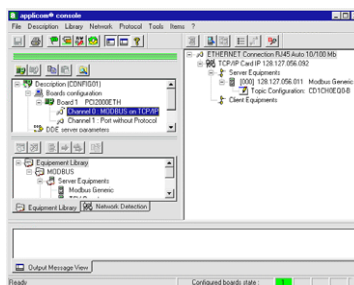 applicom® console
File Description Library Network Protocol Tools Items ?
ETHERNET Connection RJ45 Auto 10/100 Mb
TCP/IP Card IP 128.127.056.092
Server Equipments
[000] 128.127.056.011 Modbus Generic
Topic Configuration: CD1CH0EQ0-B
Client Equipments
Description (CONFIG01)
Boards configuration
Board 1 PCI2000ETH
Channel 0 : MODBUS on TCP/IP
Channel 1 : Port without Protocol
DDE server parameters
Equipment Library
MODBUS
Server Equipments
Modbus Generic
Equipment Library Network Detection
Output Message View
Ready Configured boards state : 1